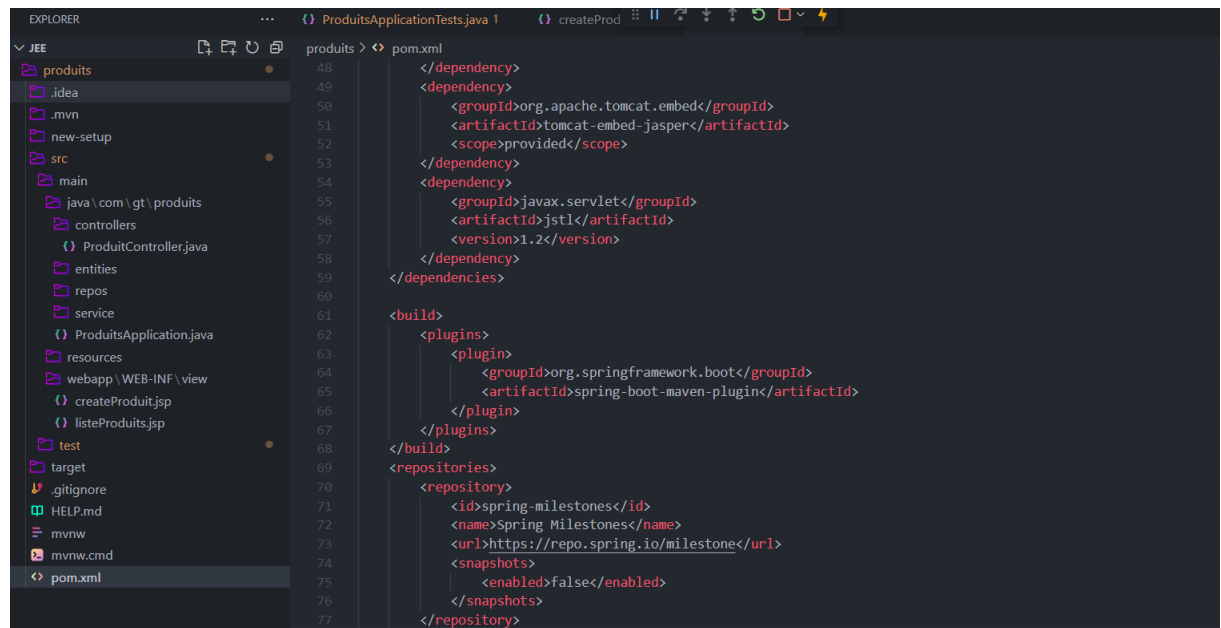 EXPLORER
···
ProduitsApplicationTests.java 1
createProd
JEE
produits > pom.xml
produits
.idea
.mvn
new-setup
src
main
java\com\gt\produits
controllers
ProduitController.java
entities
repos
service
ProduitsApplication.java
resources
webapp\WEB-INF\view
createProduit.jsp
listeProduits.jsp
test
target
.gitignore
HELP.md
mvnw
mvnw.cmd
pom.xml
48 </dependency>
49 <dependency>
50 <groupId>org.apache.tomcat.embed</groupId>
51 <artifactId>tomcat-embed-jasper</artifactId>
52 <scope>provided</scope>
53 </dependency>
54 <dependency>
55 <groupId>javax.servlet</groupId>
56 <artifactId>jstl</artifactId>
57 <version>1.2</version>
58 </dependency>
59 </dependencies>
60
61 <build>
62 <plugins>
63 <plugin>
64 <groupId>org.springframework.boot</groupId>
65 <artifactId>spring-boot-maven-plugin</artifactId>
66 </plugin>
67 </plugins>
68 </build>
69 <repositories>
70 <repository>
71 <id>spring-milestones</id>
72 <name>Spring Milestones</name>
73 <url>https://repo.spring.io/milestone</url>
74 <snapshots>
75 <enabled>false</enabled>
76 </snapshots>
77 </repository>